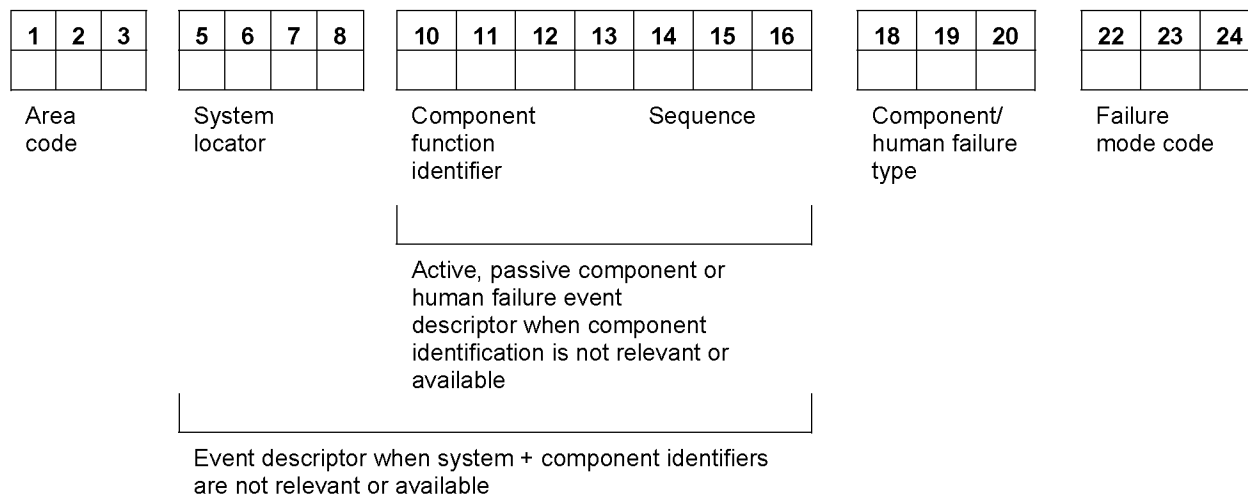 1 2 3 5 6 7 8 10 11 12 13 14 15 16 18 19 20 22 23 24
Area
code
System
locator
Component
function
identifier
Sequence
Component/
human failure
type
Failure
mode code
Active, passive component or
human failure event
descriptor when component
identification is not relevant or
available
Event descriptor when system + component identifiers
are not relevant or available